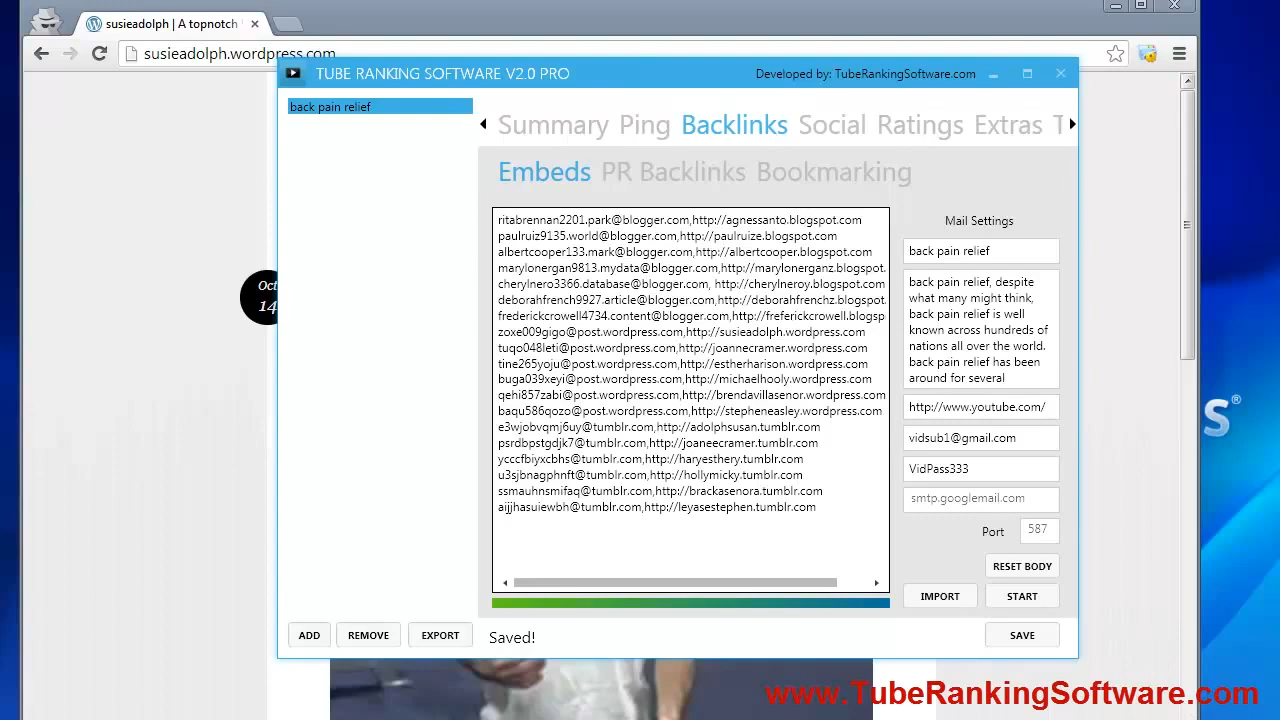 susieadolph | A topnotch
susieadolph.wordpress.com
TUBE RANKING SOFTWARE V2.0 PRO
Developed by: TubeRankingSoftware.com
back pain relief
Summary Ping Backlinks Social Ratings Extras T
Embeds PR Backlinks Bookmarking
ritabrennan2201.park@blogger.com,http://agnessanto.blogspot.com
paulruiz9135.world@blogger.com,http://paulruize.blogspot.com
albertcooper133.mark@blogger.com,http://albertcooper.blogspot.com
marylonergan9813.mydata@blogger.com,http://marylonerganz.blogspot.
cherylnero3366.database@blogger.com, http://cherylneroy.blogspot.com
deborahfrench9927.article@blogger.com,http://deborahfrenchz.blogspot
frederickcrowell4734.content@blogger.com,http://freferickcrowell.blogsp
zoxe009gigo@post.wordpress.com,http://susieadolph.wordpress.com
tuqo048leti@post.wordpress.com,http://joannecramer.wordpress.com
tine265yoju@post.wordpress.com,http://estherharison.wordpress.com
buga039xeyi@post.wordpress.com,http://michaelhooly.wordpress.com
qehi857zabi@post.wordpress.com,http://brendavillasenor.wordpress.com
baqu586qozo@post.wordpress.com,http://stepheneasley.wordpress.com
e3wjobvqmj6uy@tumblr.com,http://adolphsusan.tumblr.com
psrdbpstgdjk7@tumblr.com,http://joaneecramer.tumblr.com
ycccfbiyxcbhs@tumblr.com,http://haryesthery.tumblr.com
u3sjbnagphnft@tumblr.com,http://hollymicky.tumblr.com
ssmauhnsmifaq@tumblr.com,http://brackasenora.tumblr.com
aijjhasuiewbh@tumblr.com,http://leyasestephen.tumblr.com
Mail Settings
back pain relief
back pain relief, despite
what many might think,
back pain relief is well
known across hundreds of
nations all over the world.
back pain relief has been
around for several
http://www.youtube.com/
vidsub1@gmail.com
VidPass333
smtp.googlemail.com
Port 587
RESET BODY
IMPORT START
ADD REMOVE EXPORT Saved! SAVE
Oct
14
S®
www.TubeRankingSoftware.com